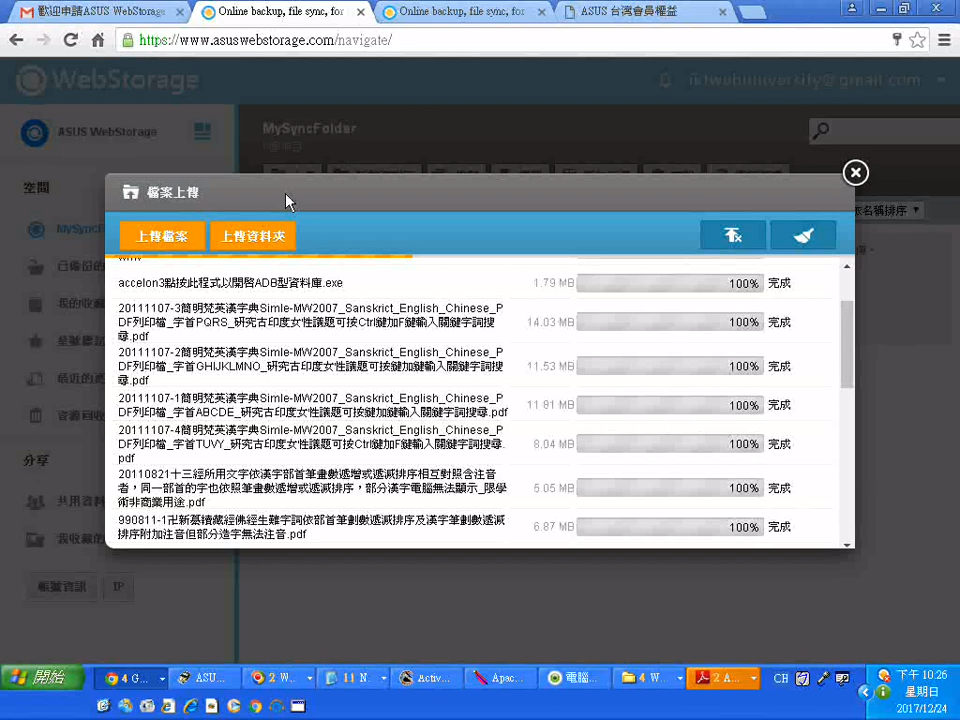 歡迎申請ASUS WebStorage
Online backup, file sync, for
Online backup, file sync, for
ASUS 台灣會員權益
https://www.asuswebstorage.com/navigate/
WebStorage
ASUS WebStorage
MySyncFolder
空間
MySync
檔案上傳
名稱排序
上傳檔案
上傳資料夾
accelon3點按此程式以開啓ADB型資料庫.exe
1.79 MB
100%
完成
20111107-3簡明梵英漢字典Simle-MW2007_Sanskrict_English_Chinese_P
DF列印檔_字首PQRS_研究古印度女性議題可按Ctrl鍵加F鍵輸入關鍵字詞搜
尋.pdf
14.03 MB
100%
完成
20111107-2簡明梵英漢字典Simle-MW2007_Sanskrict_English_Chinese_P
DF列印檔_字首GHIJKLMNO_研究古印度女性議題可按鍵加鍵輸入關鍵字詞搜
尋.pdf
11.53 MB
100%
完成
20111107-1簡明梵英漢字典Simle-MW2007_Sanskrict_English_Chinese_P
DF列印檔_字首ABCDE_研究古印度女性議題可按鍵加鍵輸入關鍵字詞搜尋.pdf
11.81 MB
100%
完成
20111107-4簡明梵英漢字典Simle-MW2007_Sanskrict_English_Chinese_P
DF列印檔_字首TUVY_研究古印度女性議題可按Ctrl鍵加F鍵輸入關鍵字詞搜尋.
pdf
8.04 MB
100%
完成
20110821十三經所用文字依漢字部首筆畫數遞增或遞減排序相互對照含注音
者，同一部首的字也依照筆畫數遞增或遞減排序，部分漢字電腦無法顯示_限學
術非商業用途.pdf
5.05 MB
100%
完成
990811-1卍新纂續藏經佛經生難字詞依部首筆劃數遞減排序及漢字筆劃數遞減
排序附加注音但部分造字無法注音.pdf
6.87 MB
100%
完成
分享
帳號資訊
IP
開始
4 G...
ASU...
2 W...
11 N...
Activ...
Apac...
電腦...
4 W...
2 A...
CH
下午 10:26
星期日
2017/12/24